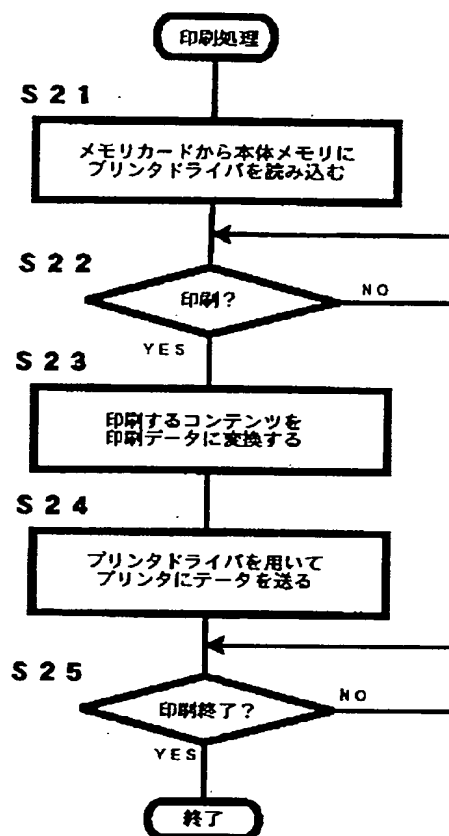 印刷処理
S21
メモリカードから本体メモリに
プリンタドライバを読み込む
S22
印刷?
NO
YES
S23
印刷するコンテンツを
印刷データに変換する
S24
プリンタドライバを用いて
プリンタにデータを送る
S25
印刷終了?
NO
YES
終了